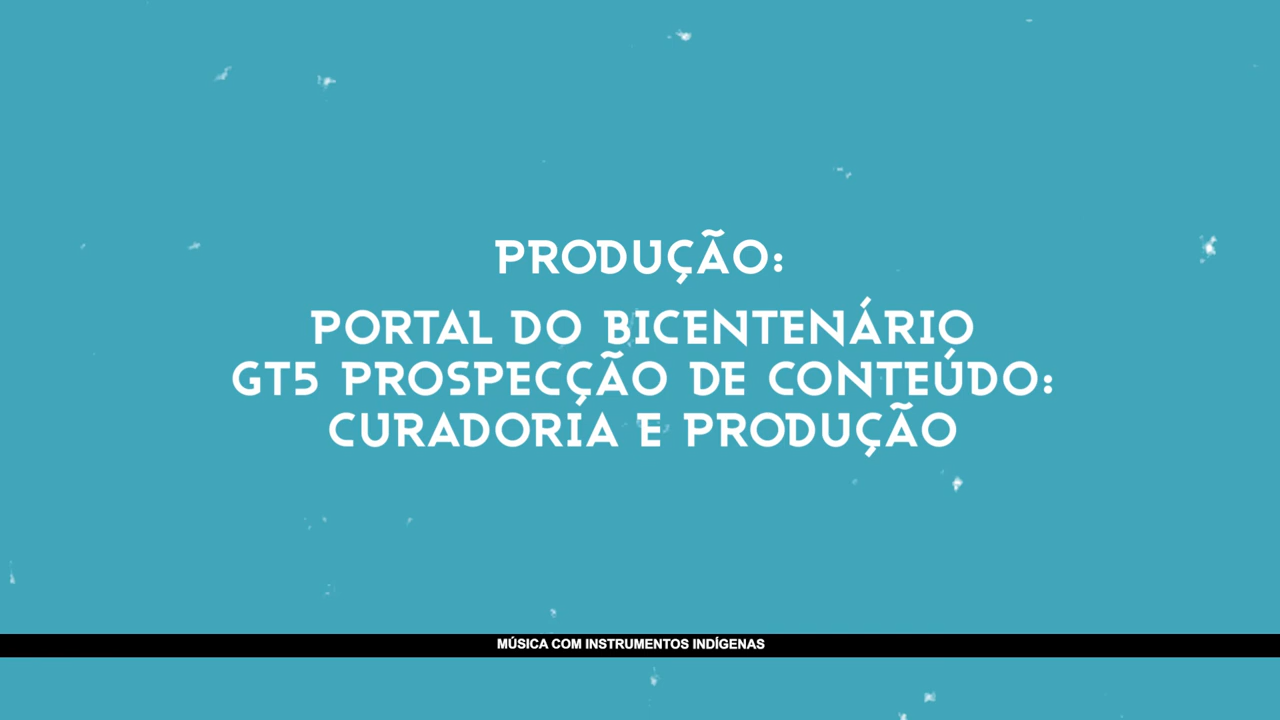 PRODUÇÃO:
PORTAL DO BICENTENÁRIO
GT5 PROSPECÇÃO DE CONTEÚDO:
CURADORIA E PRODUÇÃO
MÚSICA COM INSTRUMENTOS INDÍGENAS